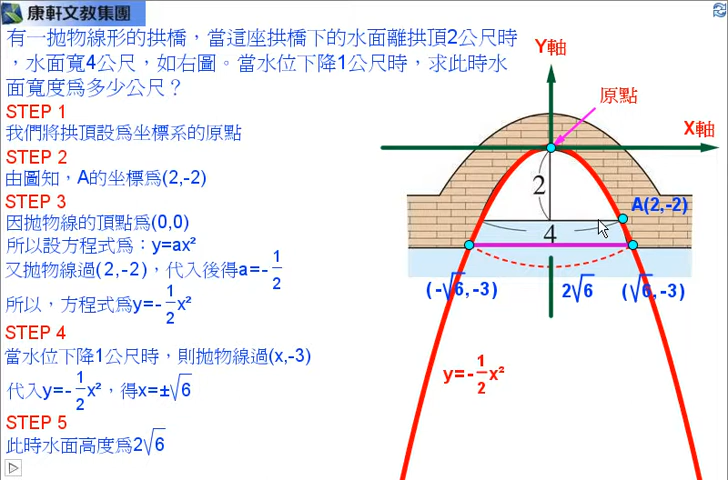 康軒文教集團
有一拋物線形的拱橋，當這座拱橋下的水面離拱頂2公尺時
，水面寬4公尺，如右圖。當水位下降1公尺時，求此時水
面寬度為多少公尺？
STEP 1
我們將拱頂設為坐標系的原點
STEP 2
由圖知，A的坐標為(2,-2)
STEP 3
因拋物線的頂點為(0,0)
所以設方程式為：y=ax²
又拋物線過(2,-2)，代入後得a=-1/2
所以，方程式為y=-1/2x²
STEP 4
當水位下降1公尺時，則拋物線過(x,-3)
代入y=-1/2x²，得x=±√6
STEP 5
此時水面高度為2√6
Y軸
原點
X軸
2
A(2,-2)
4
(-√6,-3)
2√6
(√6,-3)
y=-1/2x²